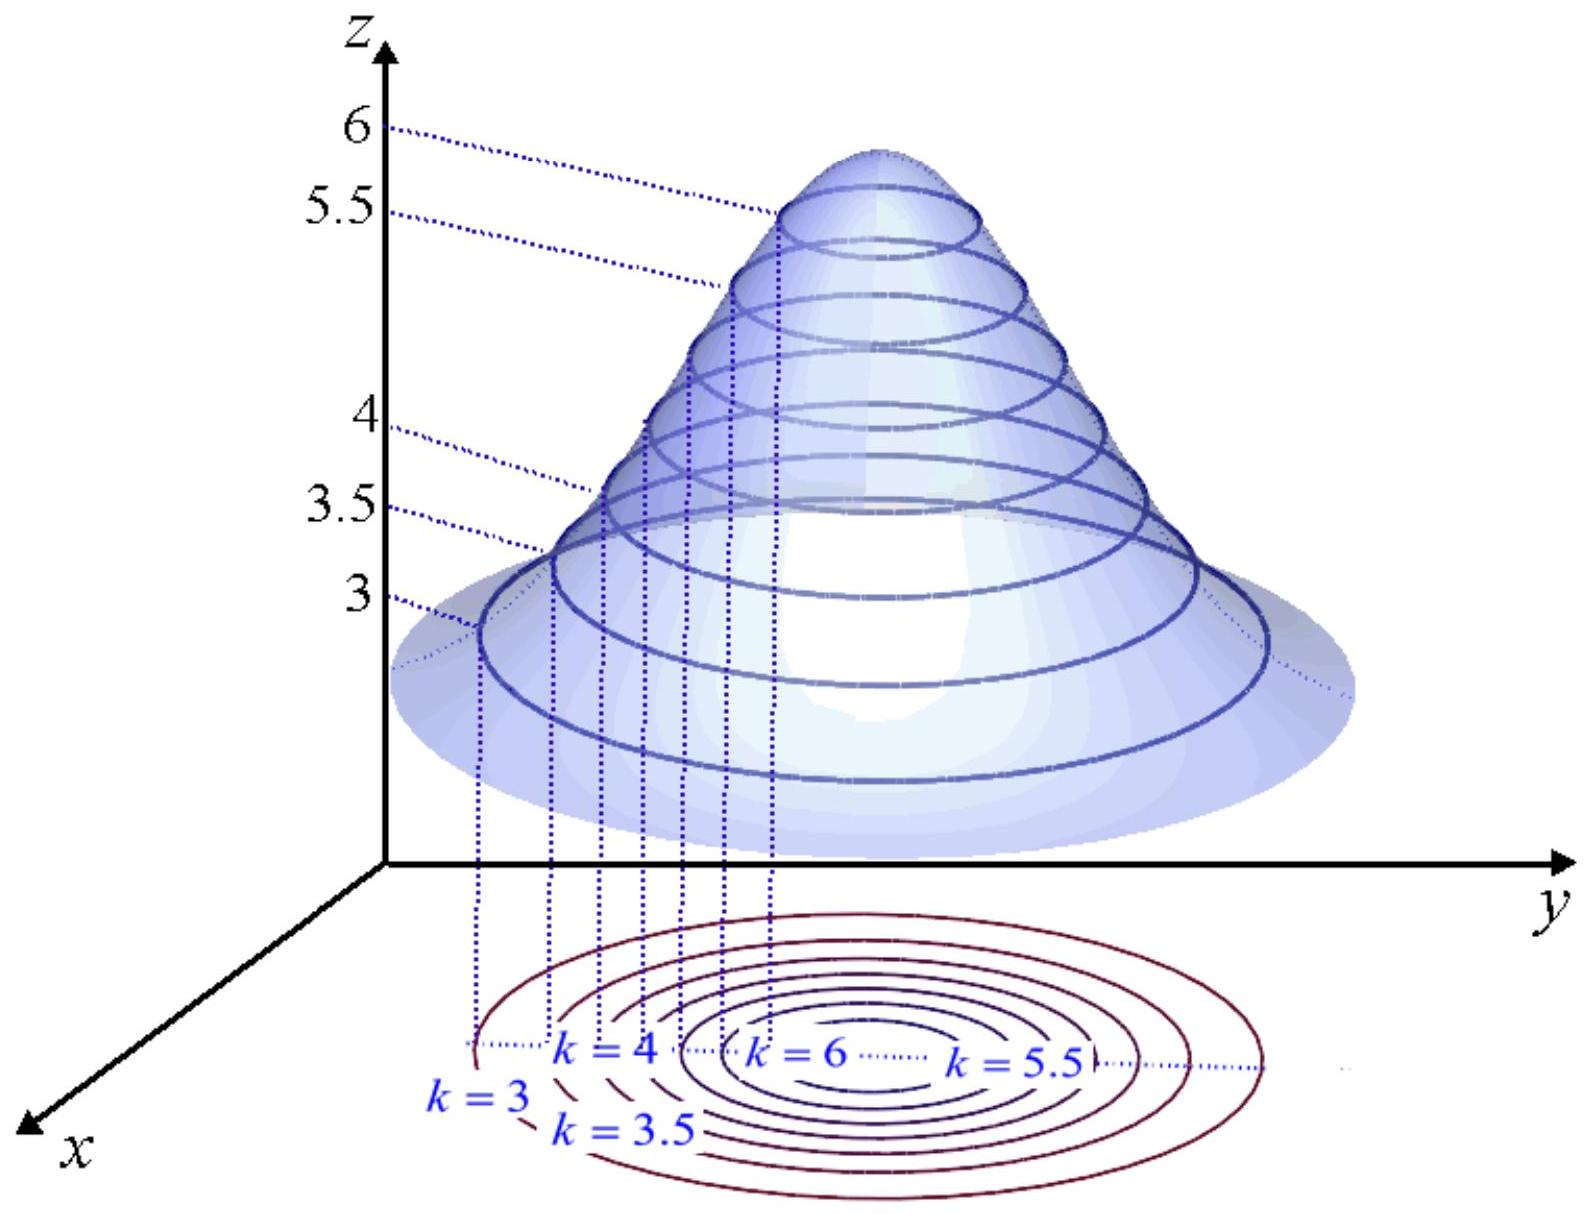 z
6
5.5
4
3.5
3
y
k = 4
k = 6
k = 5.5
k = 3
k = 3.5
x